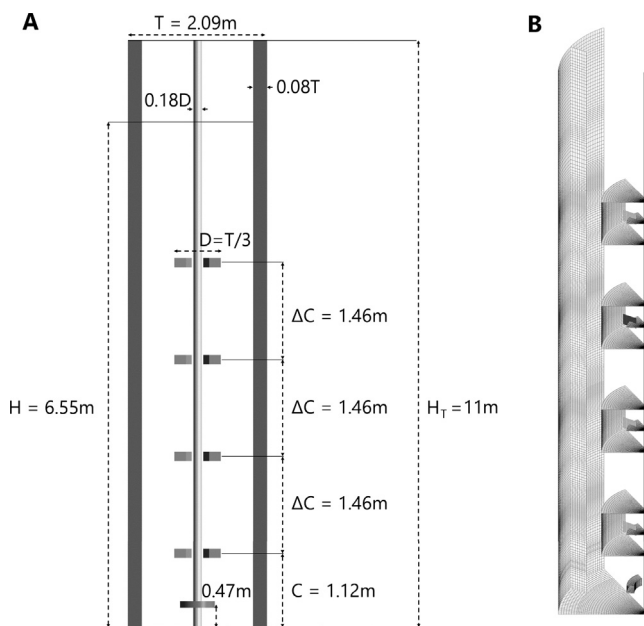 A
T = 2.09m
B
0.18D
0.08T
D=T/3
ΔC = 1.46m
H = 6.55m
ΔC = 1.46m
H_T = 11m
ΔC = 1.46m
0.47m
C = 1.12m